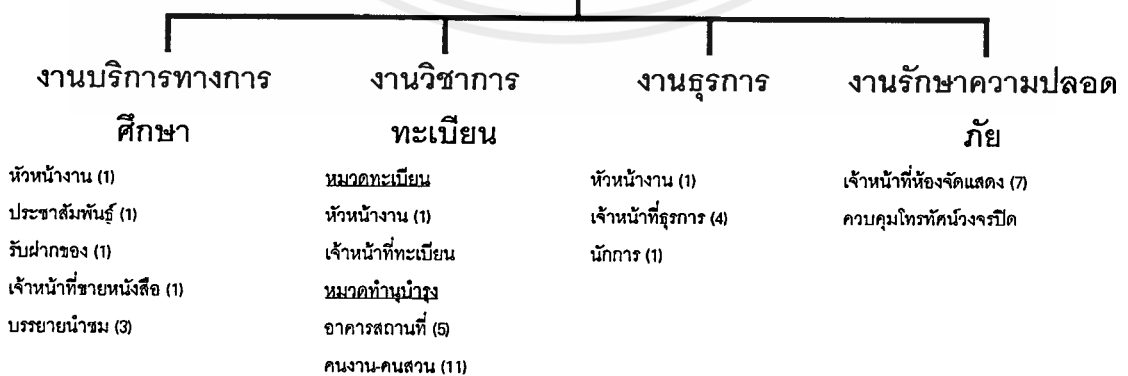 งานบริการทางการ
ศึกษา
หัวหน้างาน (1)
ประชาสัมพันธ์ (1)
รับฝากของ (1)
เจ้าหน้าที่ขายหนังสือ (1)
บรรยายนำชม (3)
งานวิชาการ
ทะเบียน
หมวดทะเบียน
หัวหน้างาน (1)
เจ้าหน้าที่ทะเบียน
หมวดทำนุบำรุง
อาคารสถานที่ (5)
คนงาน-คนสวน (11)
งานธุรการ
หัวหน้างาน (1)
เจ้าหน้าที่ธุรการ (4)
นักการ (1)
งานรักษาความปลอด
ภัย
เจ้าหน้าที่ห้องจัดแสดง (7)
ควบคุมโทรทัศน์วงจรปิด